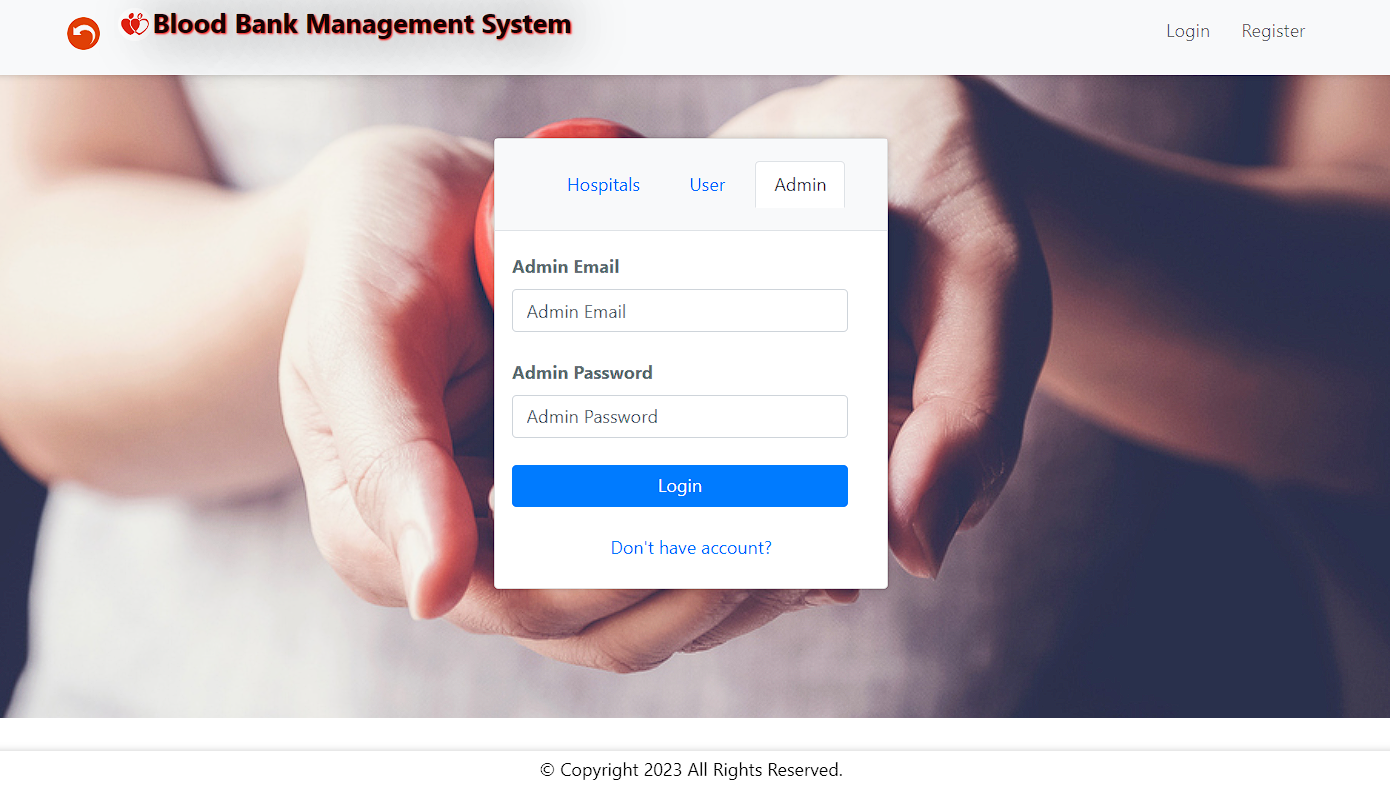 Blood Bank Management System
Login Register
Hospitals User Admin
Admin Email
Admin Email
Admin Password
Admin Password
Login
Don't have account?
© Copyright 2023 All Rights Reserved.